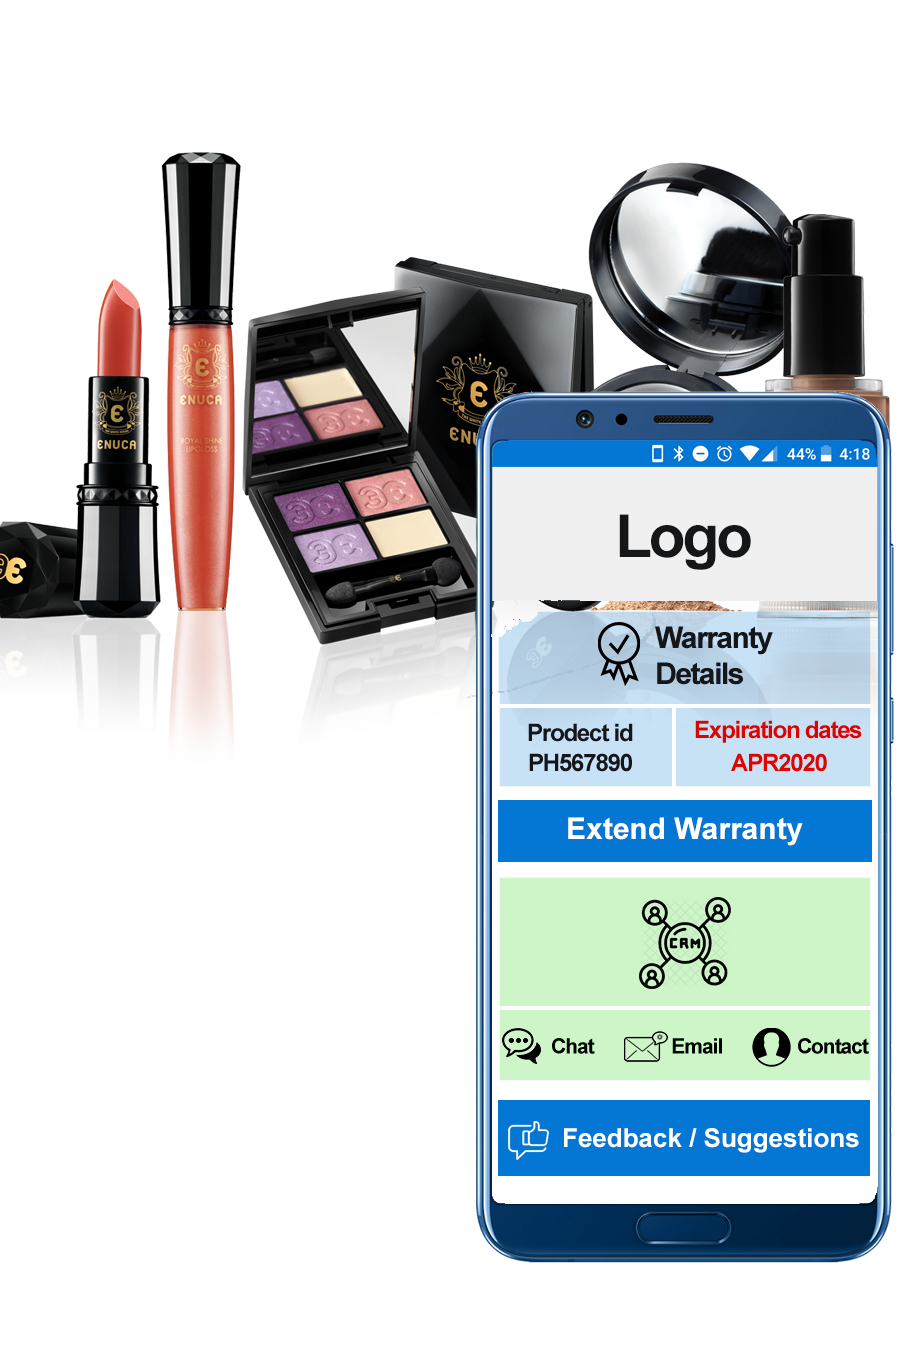 ENUCA
ENUCA
ROYAL SHINE
LIPGLOSS
ENUCA
44% 4:18
Logo
Warranty
Details
Prodect id
PH567890
Expiration dates
APR2020
Extend Warranty
CRM
Chat
Email
Contact
Feedback / Suggestions